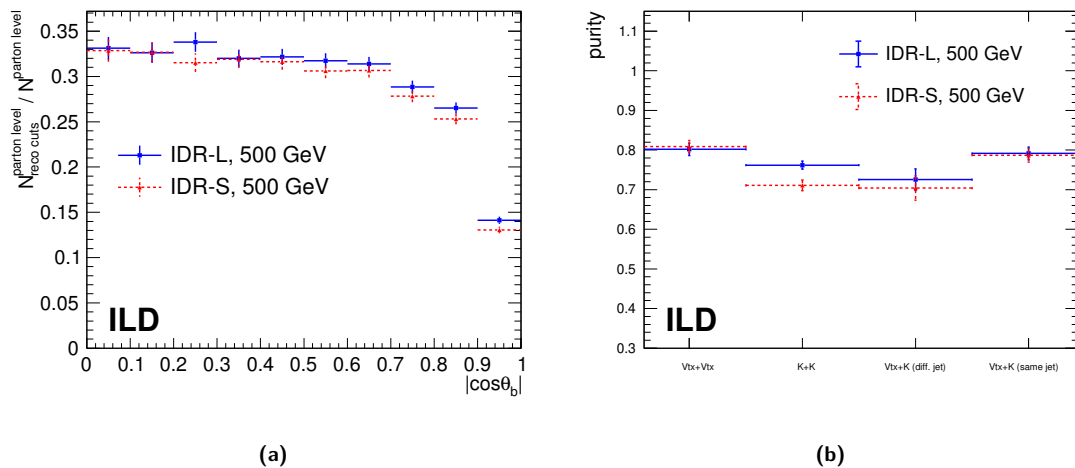 N^{parton level}_{reco cuts} / N^{parton level}
0.35
0.3
0.25
0.2
0.15
0.1
0.05
0
IDR-L, 500 GeV
IDR-S, 500 GeV
ILD
0 0.1 0.2 0.3 0.4 0.5 0.6 0.7 0.8 0.9 1
|cosθ_b|
(a)
purity
1.1
1
0.9
0.8
0.7
0.6
0.5
0.4
0.3
IDR-L, 500 GeV
IDR-S, 500 GeV
ILD
Vtx+Vtx K+K Vtx+K (diff. jet) Vtx+K (same jet)
(b)